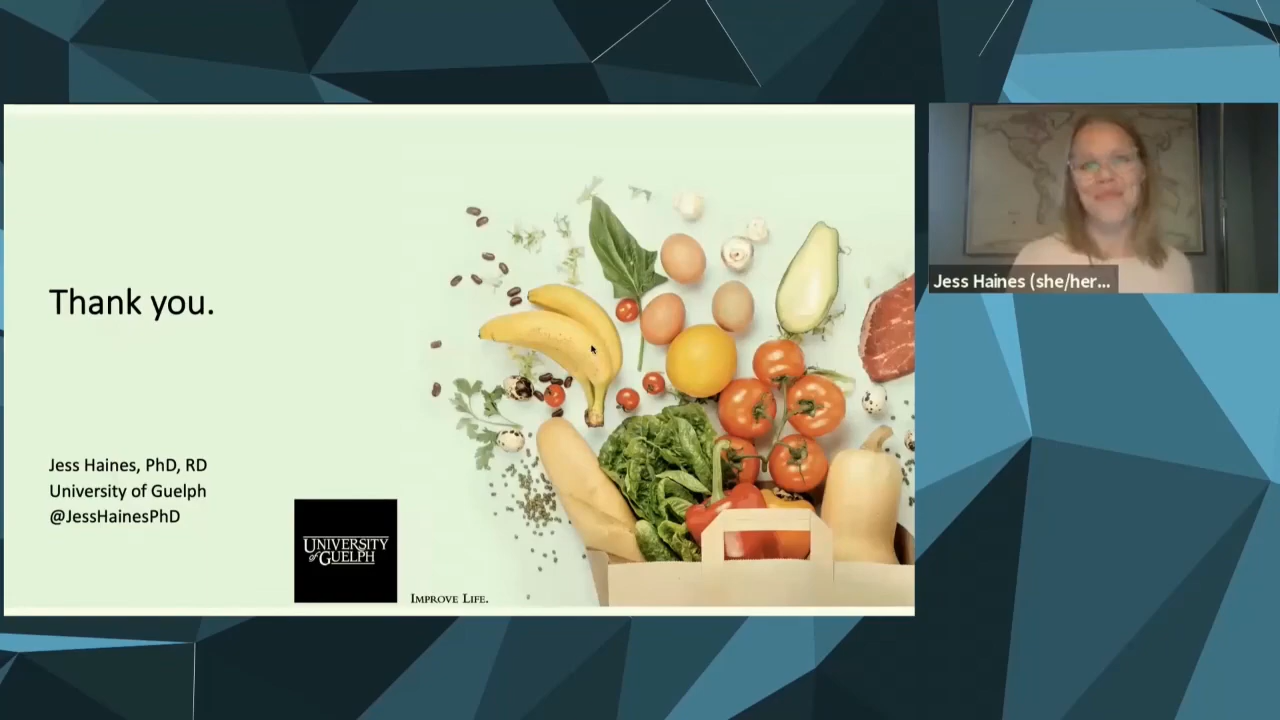 Thank you.
Jess Haines, PhD, RD
University of Guelph
@JessHainesPhD
UNIVERSITY
of GUELPH
IMPROVE LIFE.
Jess Haines (she/her...